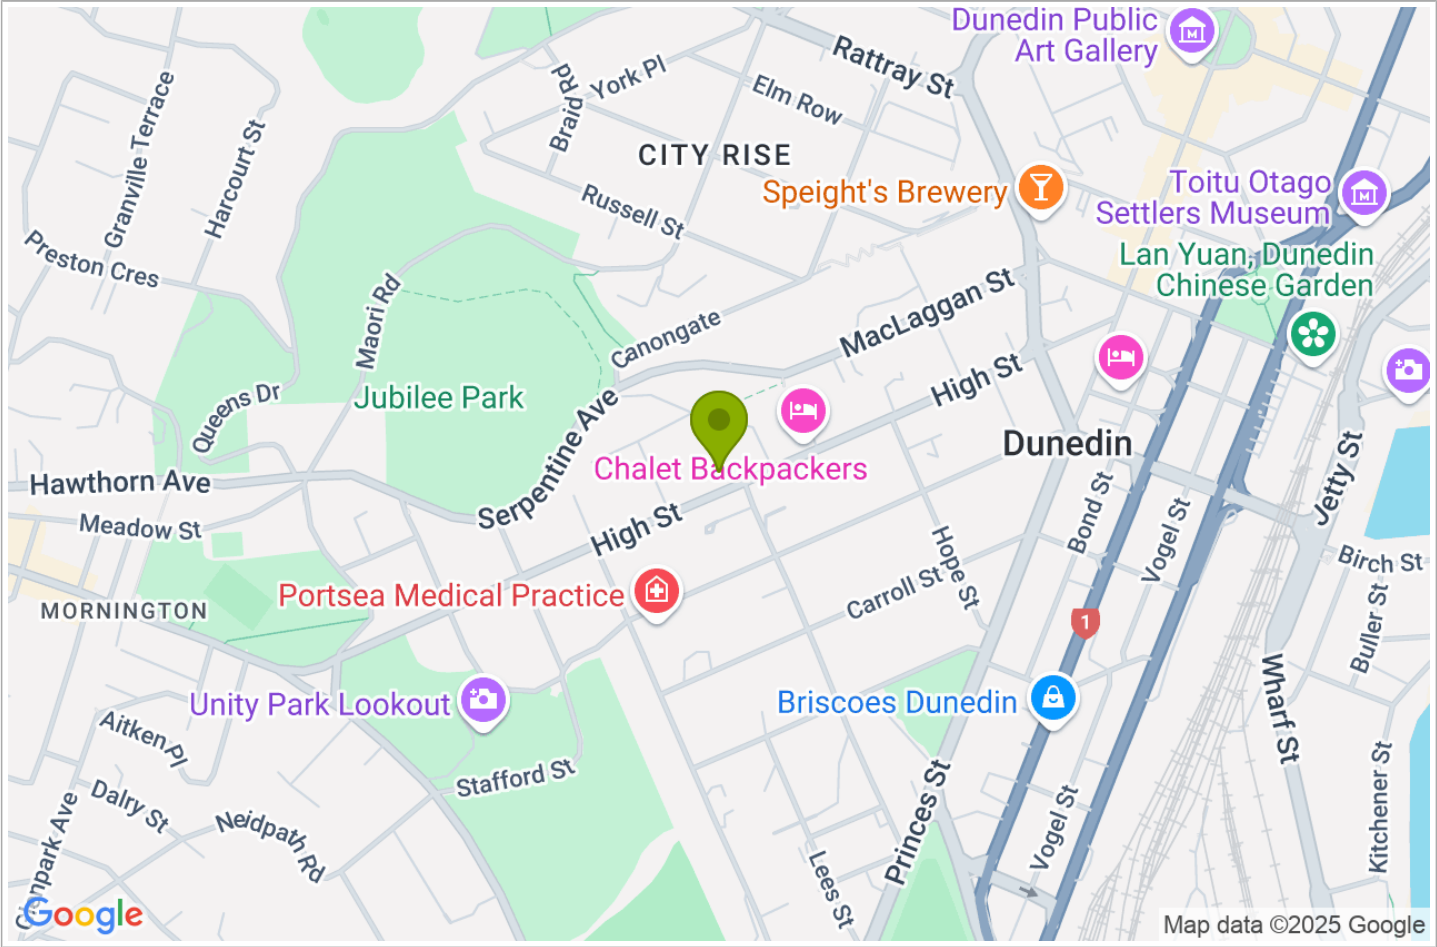 Dunedin Public
Art Gallery
Rattray St
York Pl
Braid Rd
Elm Row
Granville Terrace
Harcourt St
CITY RISE
Speight's Brewery
Toitu Otago
Settlers Museum
Russell St
Preston Cres
Lan Yuan, Dunedin
Chinese Garden
Maori Rd
MacLaggan St
Canongate
High St
Jubilee Park
Queens Dr
Serpentine Ave
Dunedin
Chalet Backpackers
Hawthorn Ave
Meadow St
High St
Jetty St
Bond St
Vogel St
Hope St
Birch St
Portsea Medical Practice
Carroll St
MORNINGTON
1
Buller St
Unity Park Lookout
Briscoes Dunedin
Wharf St
Aitken Pl
Stafford St
Dalry St
Neidpath Rd
Princes St
Vogel St
Kitchener St
Lees St
Google
Map data ©2025 Google